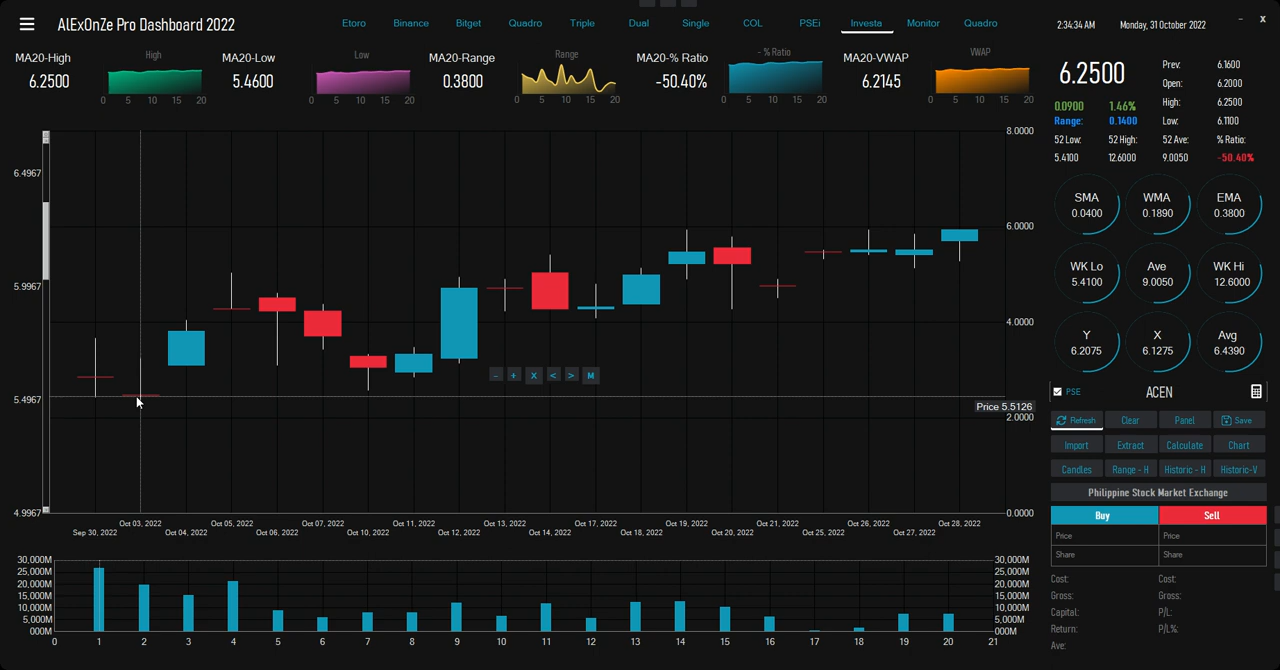 AlExOnZe Pro Dashboard 2022
Etoro Binance Bitget Quadro Triple Dual Single COL PSEi Investa Monitor Quadro
2:34:34 AM Monday, 31 October 2022 – X
MA20-High
6.2500
High
0 5 10 15 20
MA20-Low
5.4600
Low
0 5 10 15 20
MA20-Range
0.3800
Range
0 5 10 15 20
MA20-% Ratio
-50.40%
- % Ratio
0 5 10 15 20
MA20-VWAP
6.2145
VWAP
0 5 10 15 20
6.2500
0.0900 1.46%
Range: 0.1400
Prev: 6.1600
Open: 6.2000
High: 6.2500
Low: 6.1100
52 Low: 52 High: 52 Ave: % Ratio:
5.4100 12.6000 9.0050 -50.40%
SMA
0.0400
WMA
0.1890
EMA
0.3800
WK Lo
5.4100
Ave
9.0050
WK Hi
12.6000
Y
6.2075
X
6.1275
Avg
6.4390
6.4967
5.9967
5.4967
4.9967
8.0000
6.0000
4.0000
2.0000
0.0000
Price 5.5126
- + X < > M
Oct 03, 2022 Oct 05, 2022 Oct 07, 2022 Oct 11, 2022 Oct 13, 2022 Oct 17, 2022 Oct 19, 2022 Oct 21, 2022 Oct 26, 2022 Oct 28, 2022
Sep 30, 2022 Oct 04, 2022 Oct 06, 2022 Oct 10, 2022 Oct 12, 2022 Oct 14, 2022 Oct 18, 2022 Oct 20, 2022 Oct 25, 2022 Oct 27, 2022
30,000M 30,000M
25,000M 25,000M
20,000M 20,000M
15,000M 15,000M
10,000M 10,000M
5,000M 5,000M
000M 000M
0 1 2 3 4 5 6 7 8 9 10 11 12 13 14 15 16 17 18 19 20 21
PSE ACEN
Refresh Clear Panel Save
Import Extract Calculate Chart
Candles Range - H Historic - H Historic-V
Philippine Stock Market Exchange
Buy Sell
Price Price
Share Share
Cost: Cost:
Gross: Gross:
Capital: P/L:
Return: P/L%:
Ave: